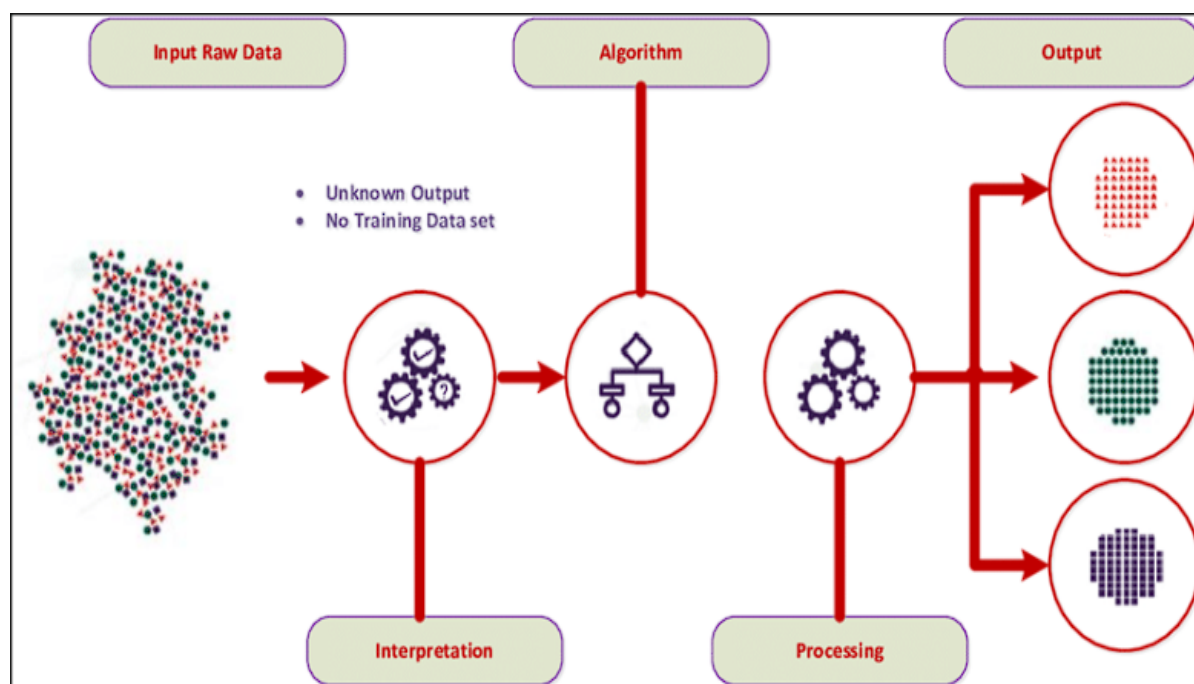 Input Raw Data
Algorithm
Output
• Unknown Output
• No Training Data set
?
Interpretation
Processing